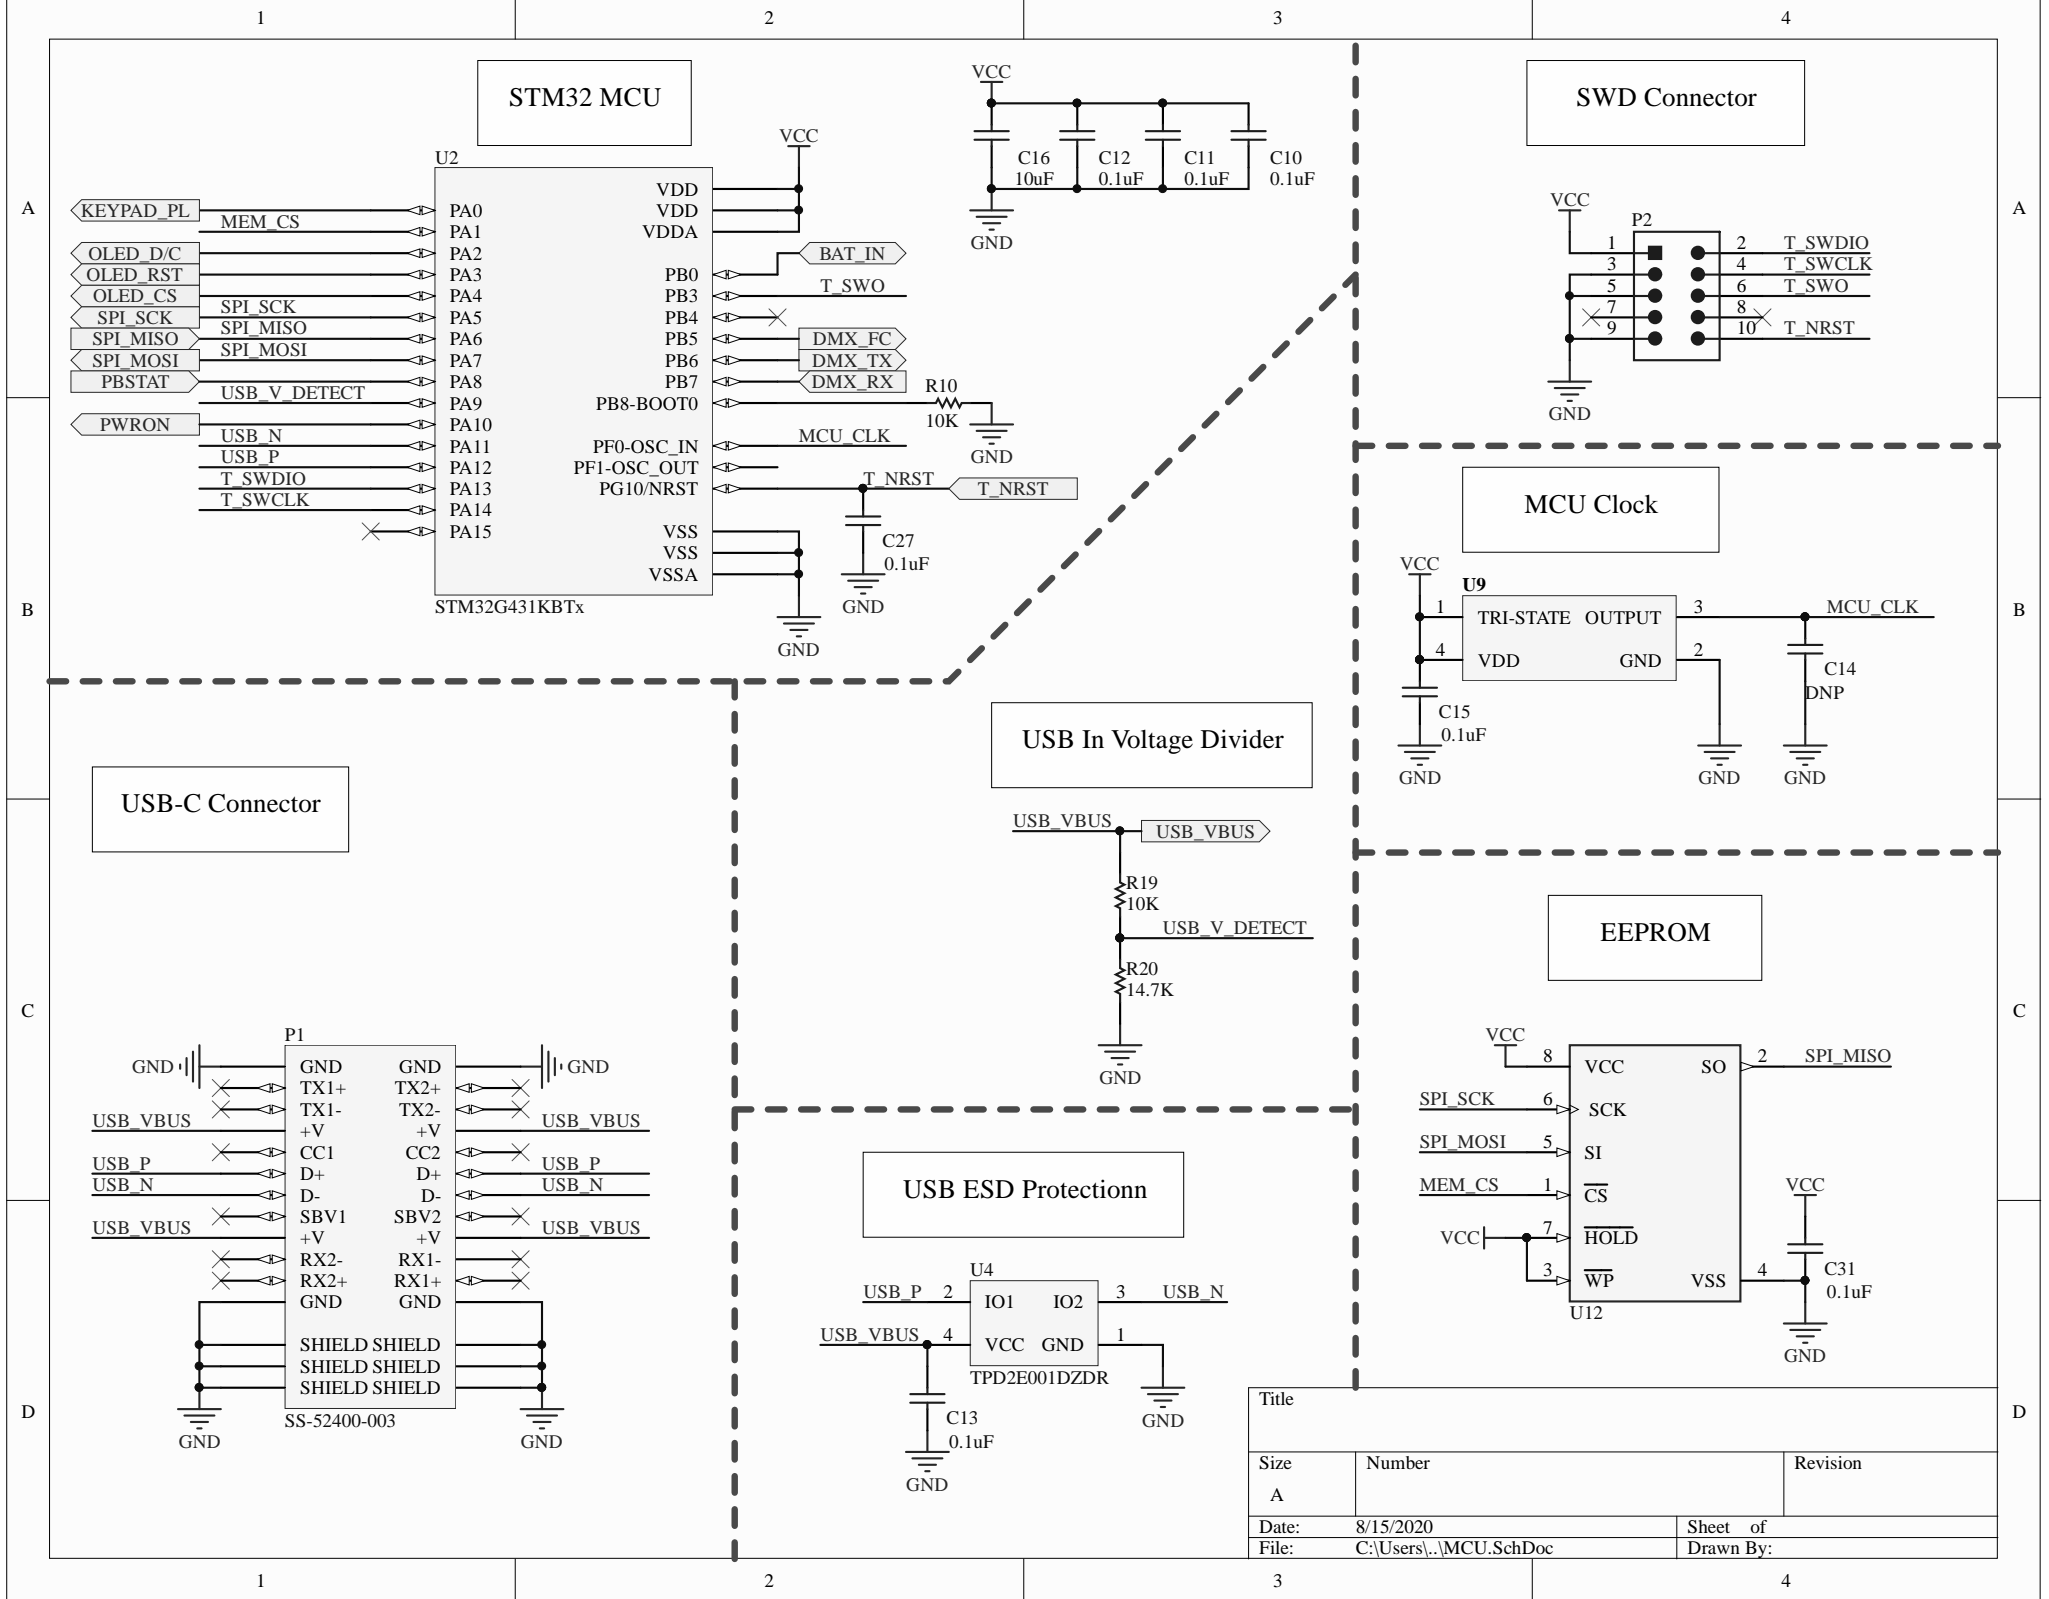 1 2 3 4
A
B
C
D
A
B
C
D
STM32 MCU
U2
KEYPAD_PL
MEM_CS
OLED_D/C
OLED_RST
OLED_CS
SPI_SCK
SPI_SCK
SPI_MISO
SPI_MISO
SPI_MOSI
SPI_MOSI
PBSTAT
USB_V_DETECT
PWRON
USB_N
USB_P
T_SWDIO
T_SWCLK
PA0
PA1
PA2
PA3
PA4
PA5
PA6
PA7
PA8
PA9
PA10
PA11
PA12
PA13
PA14
PA15
VDD
VDD
VDDA
PB0
PB3
PB4
PB5
PB6
PB7
PB8-BOOT0
PF0-OSC_IN
PF1-OSC_OUT
PG10/NRST
VSS
VSS
VSSA
STM32G431KBTx
VCC
BAT_IN
T_SWO
DMX_FC
DMX_TX
DMX_RX
R10
10K
GND
MCU_CLK
T_NRST
T_NRST
C27
0.1uF
GND
GND
VCC
C16
10uF
C12
0.1uF
C11
0.1uF
C10
0.1uF
GND
SWD Connector
VCC
P2
1 2 T_SWDIO
3 4 T_SWCLK
5 6 T_SWO
7 8
9 10 T_NRST
GND
MCU Clock
VCC
U9
1 TRI-STATE OUTPUT 3 MCU_CLK
4 VDD GND 2
C15
0.1uF
C14
DNP
GND
GND
GND
USB-C Connector
P1
GND GND GND GND
TX1+ TX2+
TX1- TX2-
USB_VBUS +V +V USB_VBUS
CC1 CC2
USB_P D+ D+ USB_P
USB_N D- D- USB_N
SBV1 SBV2
USB_VBUS +V +V USB_VBUS
RX2- RX1-
RX2+ RX1+
GND GND
SHIELD SHIELD
SHIELD SHIELD
SHIELD SHIELD
SS-52400-003
GND GND
USB In Voltage Divider
USB_VBUS USB_VBUS
R19
10K
USB_V_DETECT
R20
14.7K
GND
USB ESD Protectionn
U4
USB_P 2 IO1 IO2 3 USB_N
USB_VBUS 4 VCC GND 1
TPD2E001DZDR
C13
0.1uF
GND
GND
EEPROM
VCC
8 VCC SO 2 SPI_MISO
SPI_SCK 6 SCK
SPI_MOSI 5 SI
MEM_CS 1 CS
VCC 7 HOLD
3 WP VSS 4
U12
VCC
C31
0.1uF
GND
Title
Size Number Revision
A
Date: 8/15/2020 Sheet of
File: C:\Users\..\MCU.SchDoc Drawn By:
1 2 3 4